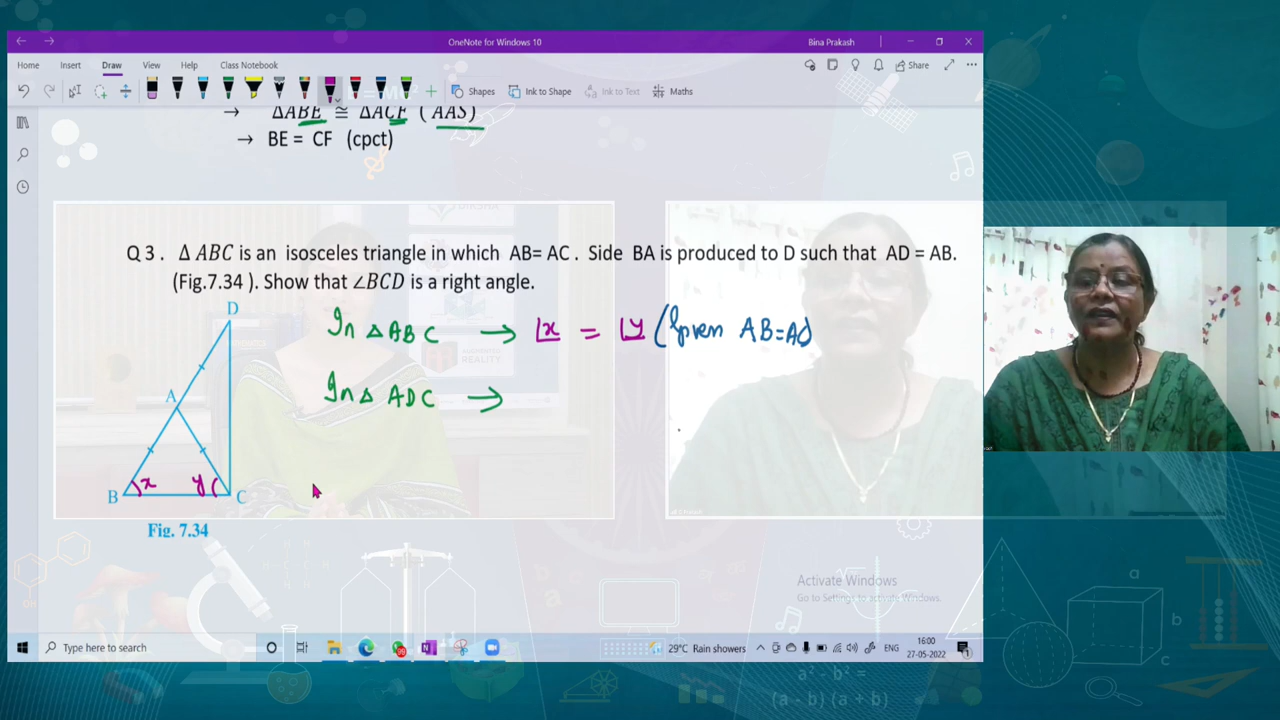 OneNote for Windows 10
Bina Prakash
Home Insert Draw View Help Class Notebook
Share
Shapes Ink to Shape Ink to Text Maths
→ ΔABE ≅ ΔACF ( AAS)
→ BE = CF (cpct)
Q 3 . Δ ABC is an isosceles triangle in which AB= AC . Side BA is produced to D such that AD = AB.
(Fig.7.34 ). Show that ∠BCD is a right angle.
D
In Δ ABC → ∠x = ∠y (Given AB=AC)
A
In Δ ADC →
B x y C
Fig. 7.34
Activate Windows
Go to Settings to activate Windows.
Type here to search
99
29°C Rain showers
ENG
16:00
27-05-2022
a
b
c
a² - b² =
(a - b) (a + b)